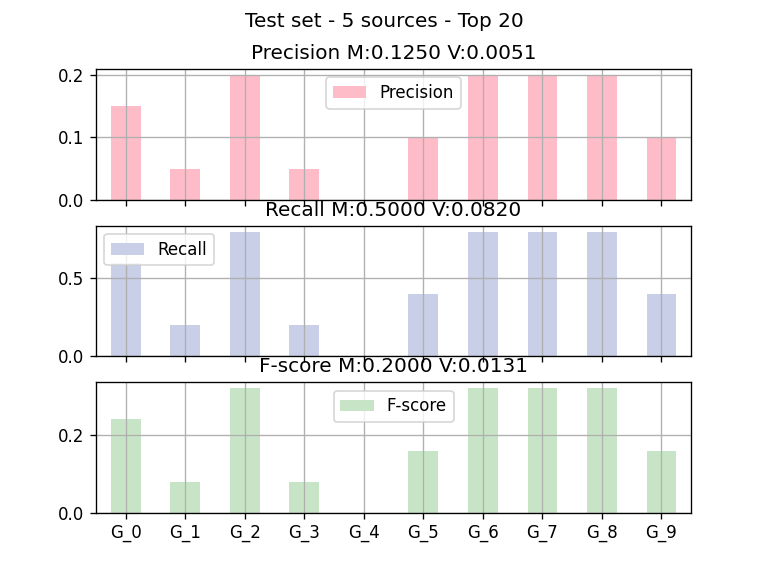 Test set - 5 sources - Top 20
Precision M:0.1250 V:0.0051
0.2
Precision
0.1
0.0
Recall M:0.5000 V:0.0820
Recall
0.5
0.0
F-score M:0.2000 V:0.0131
F-score
0.2
0.0
G_0 G_1 G_2 G_3 G_4 G_5 G_6 G_7 G_8 G_9